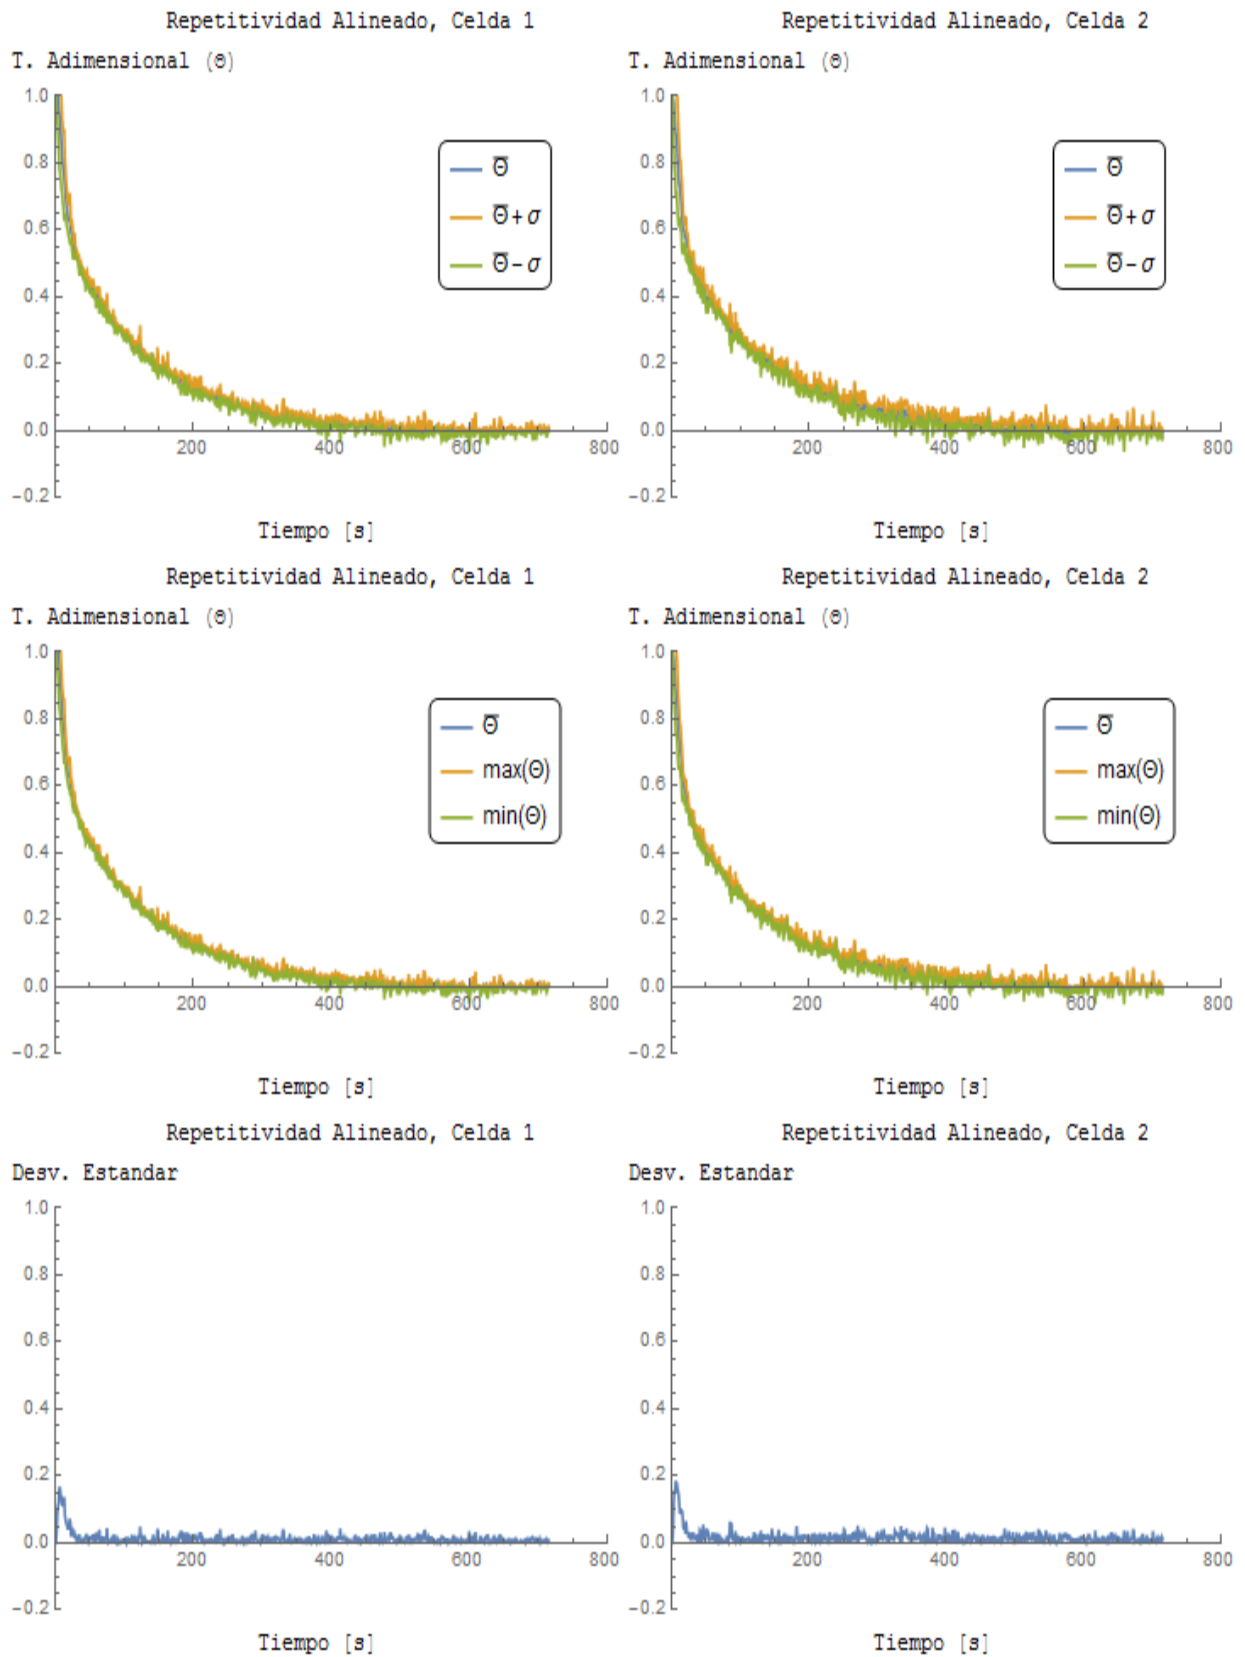 Repetitividad Alineado, Celda 1
T. Adimensional (Θ)
1.0
0.8
0.6
0.4
0.2
0.0
-0.2
200
400
600
800
Θ̅
Θ̅+σ
Θ̅-σ
Tiempo [s]
Repetitividad Alineado, Celda 2
T. Adimensional (Θ)
1.0
0.8
0.6
0.4
0.2
0.0
-0.2
200
400
600
800
Θ̅
Θ̅+σ
Θ̅-σ
Tiempo [s]
Repetitividad Alineado, Celda 1
T. Adimensional (Θ)
1.0
0.8
0.6
0.4
0.2
0.0
-0.2
200
400
600
800
Θ̅
max(Θ)
min(Θ)
Tiempo [s]
Repetitividad Alineado, Celda 2
T. Adimensional (Θ)
1.0
0.8
0.6
0.4
0.2
0.0
-0.2
200
400
600
800
Θ̅
max(Θ)
min(Θ)
Tiempo [s]
Repetitividad Alineado, Celda 1
Desv. Estandar
1.0
0.8
0.6
0.4
0.2
0.0
-0.2
200
400
600
800
Tiempo [s]
Repetitividad Alineado, Celda 2
Desv. Estandar
1.0
0.8
0.6
0.4
0.2
0.0
-0.2
200
400
600
800
Tiempo [s]